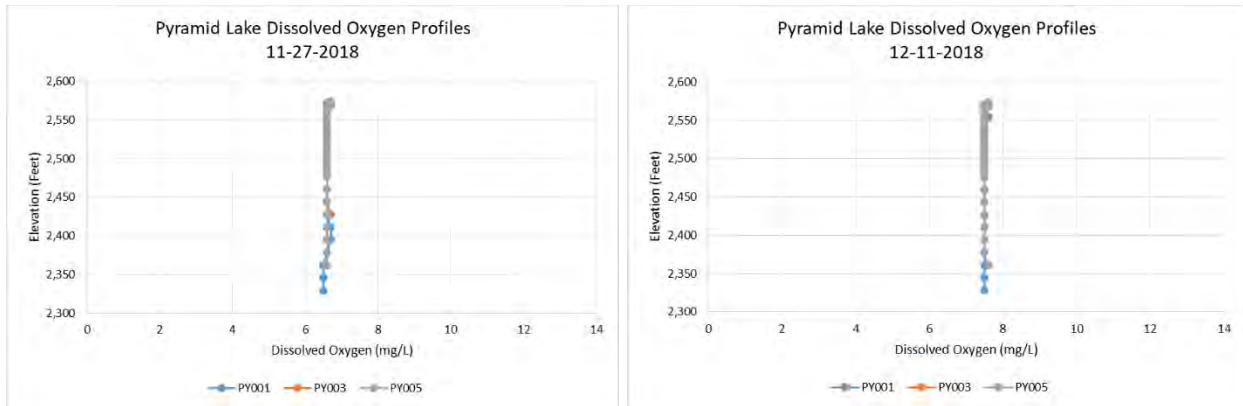 Pyramid Lake Dissolved Oxygen Profiles
11-27-2018
Elevation (Feet)
2,600
2,550
2,500
2,450
2,400
2,350
2,300
0 2 4 6 8 10 12 14
Dissolved Oxygen (mg/L)
PY001 PY003 PY005
Pyramid Lake Dissolved Oxygen Profiles
12-11-2018
Elevation (Feet)
2,600
2,550
2,500
2,450
2,400
2,350
2,300
0 2 4 6 8 10 12 14
Dissolved Oxygen (mg/L)
PY001 PY003 PY005